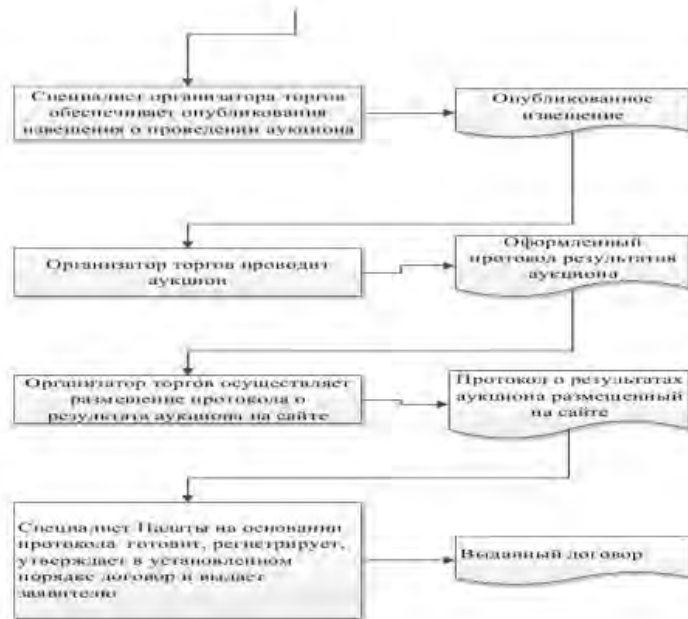 Специалист организатора торгов
обеспечивает опубликования
извещения о проведении аукциона
Опубликованное
извещение
Организатор торгов проводит
аукцион
Оформленный
протокол результатия
аукциона
Организатор торгов осуществляет
размещение протокола о
результата аукциона на сайте
Протокол о результатах
аукциона размещенный
на сайте
Специалист Палаты на основании
протокола готовит, регистрирует,
утверждает в установленном
порядке договор и выдает
заявителю
Выданный договор